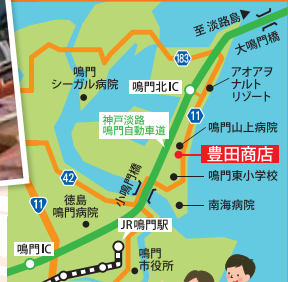 至 淡路島
大鳴門橋
183
鳴門
シーガル病院
鳴門北IC
アオアヲ
ナルト
リゾート
11
神戸淡路
鳴門自動車道
鳴門山上病院
豊田商店
小鳴門橋
鳴門東小学校
42
徳島
鳴門病院
南海病院
11
JR鳴門駅
鳴門IC
鳴門
市役所